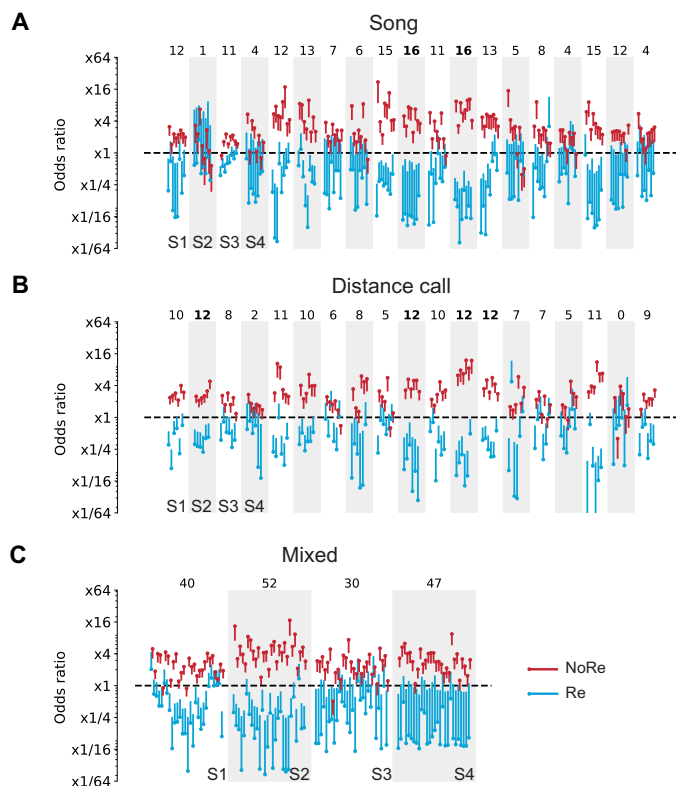 A
Song
12 1 11 4 12 13 7 6 15 16 11 16 13 5 8 4 15 12 4
x64
x16
x4
x1
x1/4
x1/16
x1/64
Odds ratio
S1 S2 S3 S4
B
Distance call
10 12 8 2 11 10 6 8 5 12 10 12 12 7 7 5 11 0 9
x64
x16
x4
x1
x1/4
x1/16
x1/64
Odds ratio
S1 S2 S3 S4
C
Mixed
40 52 30 47
x64
x16
x4
x1
x1/4
x1/16
x1/64
Odds ratio
S1 S2 S3 S4
NoRe
Re